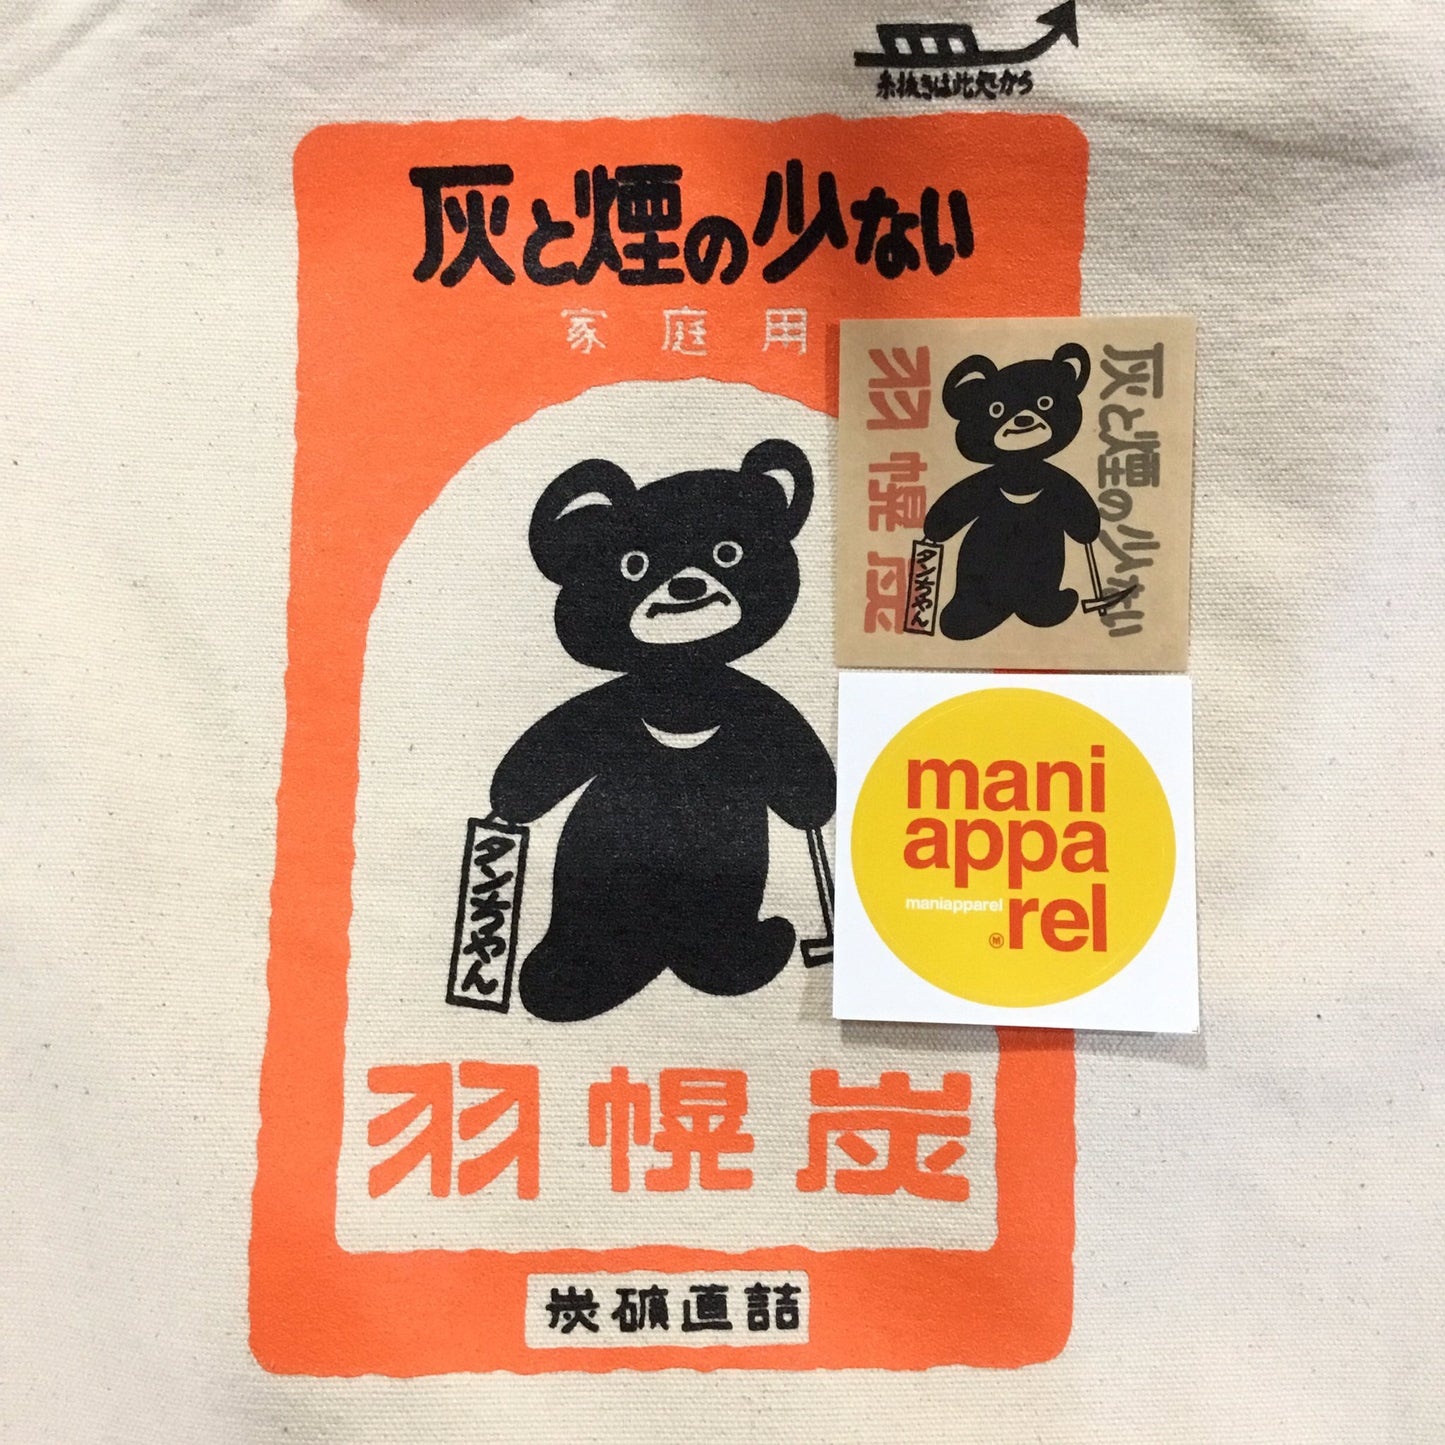 糸抜きは此処から
灰と煙の少ない
家庭用
タンちゃん
羽幌炭
炭礦直詰
灰と煙の少ない
羽幌炭
タンちゃん
mani
appa
maniapparel
rel